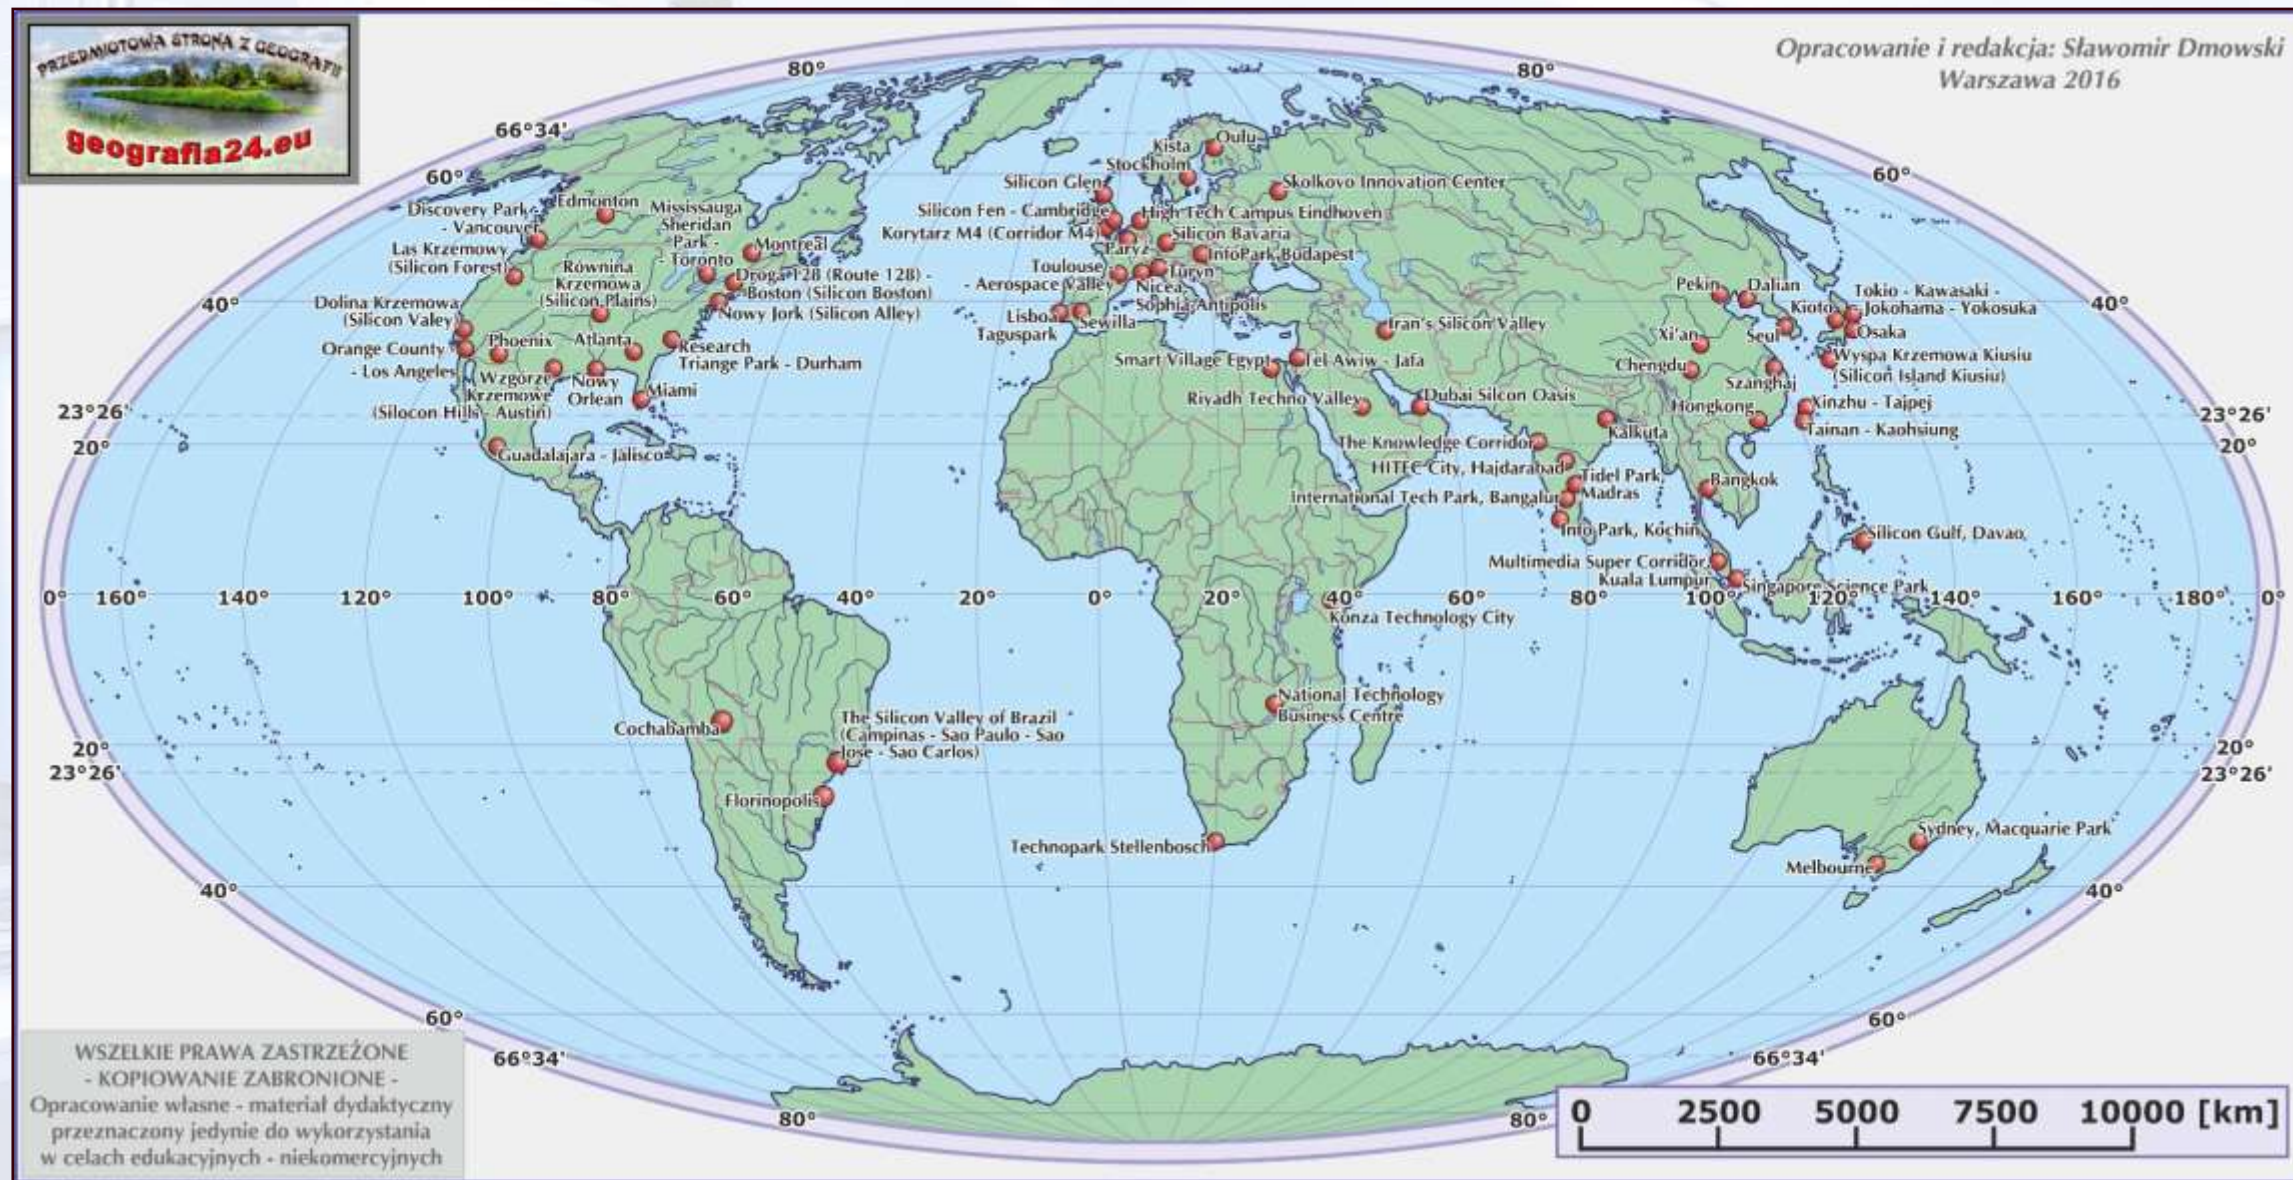 PRZEDMIOTOWA STRONA Z GEOGRAFII
geografia24.eu
Opracowanie i redakcja: Sławomir Dmowski
Warszawa 2016
80°
80°
66°34'
60°
60°
Oulu
Kista
Stockholm
Silicon Glen
Skolkovo Innovation Center
Silicon Fen - Cambridge
High Tech Campus Eindhoven
Korytarz M4 (Corridor M4)
Silicon Bavaria
Paryż
InfoPark Budapest
Toulouse
- Aerospace Valley
Turyn
Nicea
Sophia Antipolis
Lisboa
Taguspark
Sewilla
Edmonton
Discovery Park -
- Vancouver
Mississauga
Sheridan
Park -
- Toronto
Montreal
Las Krzemowy
(Silicon Forest)
Równina
Krzemowa
(Silicon Plains)
Droga 128 (Route 128) -
- Boston (Silicon Boston)
40°
Dolina Krzemowa
(Silicon Valey)
Nowy Jork (Silicon Alley)
Orange County -
- Los Angeles
Phoenix
Atlanta
Research
Triange Park - Durham
Wzgórze
Krzemowe
(Silocon Hills - Austin)
Nowy
Orlean
Miami
Guadalajara - Jalisco
Pekin
Dalian
Tokio - Kawasaki -
- Jokohama - Yokosuka
40°
Kioto
Osaka
Xi'an
Seul
Wyspa Krzemowa Kiusiu
(Silicon Island Kiusiu)
Chengdu
Szanghaj
Iran's Silicon Valley
Smart Village Egypt
Tel Awiw - Jafa
Riyadh Techno Valley
Dubai Silcon Oasis
Hongkong
Xinzhu - Tajpej
Tainan - Kaohsiung
Kalkuta
The Knowledge Corridor
HITEC City, Hajdarabad
Tidel Park,
Madras
International Tech Park, Bangalur
Bangkok
Info Park, Kochin
Silicon Gulf, Davao
Multimedia Super Corridor,
Kuala Lumpur
Singapore Science Park
23°26'
20°
23°26'
20°
0° 160° 140° 120° 100° 80° 60° 40° 20° 0° 20° 40° 60° 80° 100° 120° 140° 160° 180° 0°
Konza Technology City
National Technology
Business Centre
Cochabamba
The Silicon Valley of Brazil
(Campinas - Sao Paulo - Sao
Jose - Sao Carlos)
Florinopolis
20°
23°26'
20°
23°26'
Technopark Stellenbosch
Sydney, Macquarie Park
Melbourne
40°
40°
60°
60°
66°34'
66°34'
80°
80°
WSZELKIE PRAWA ZASTRZEŻONE
- KOPIOWANIE ZABRONIONE -
Opracowanie własne - materiał dydaktyczny
przeznaczony jedynie do wykorzystania
w celach edukacyjnych - niekomercyjnych
0 2500 5000 7500 10000 [km]